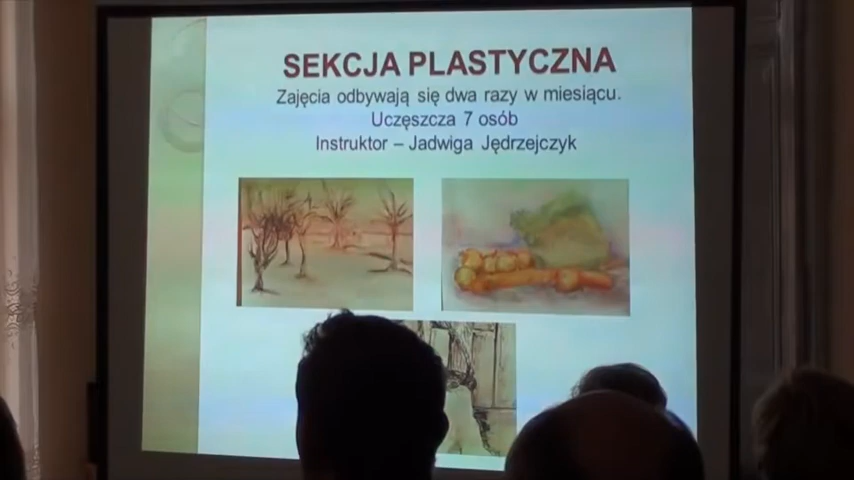 SEKCJA PLASTYCZNA
Zajęcia odbywają się dwa razy w miesiącu.
Uczęszcza 7 osób
Instruktor – Jadwiga Jędrzejczyk